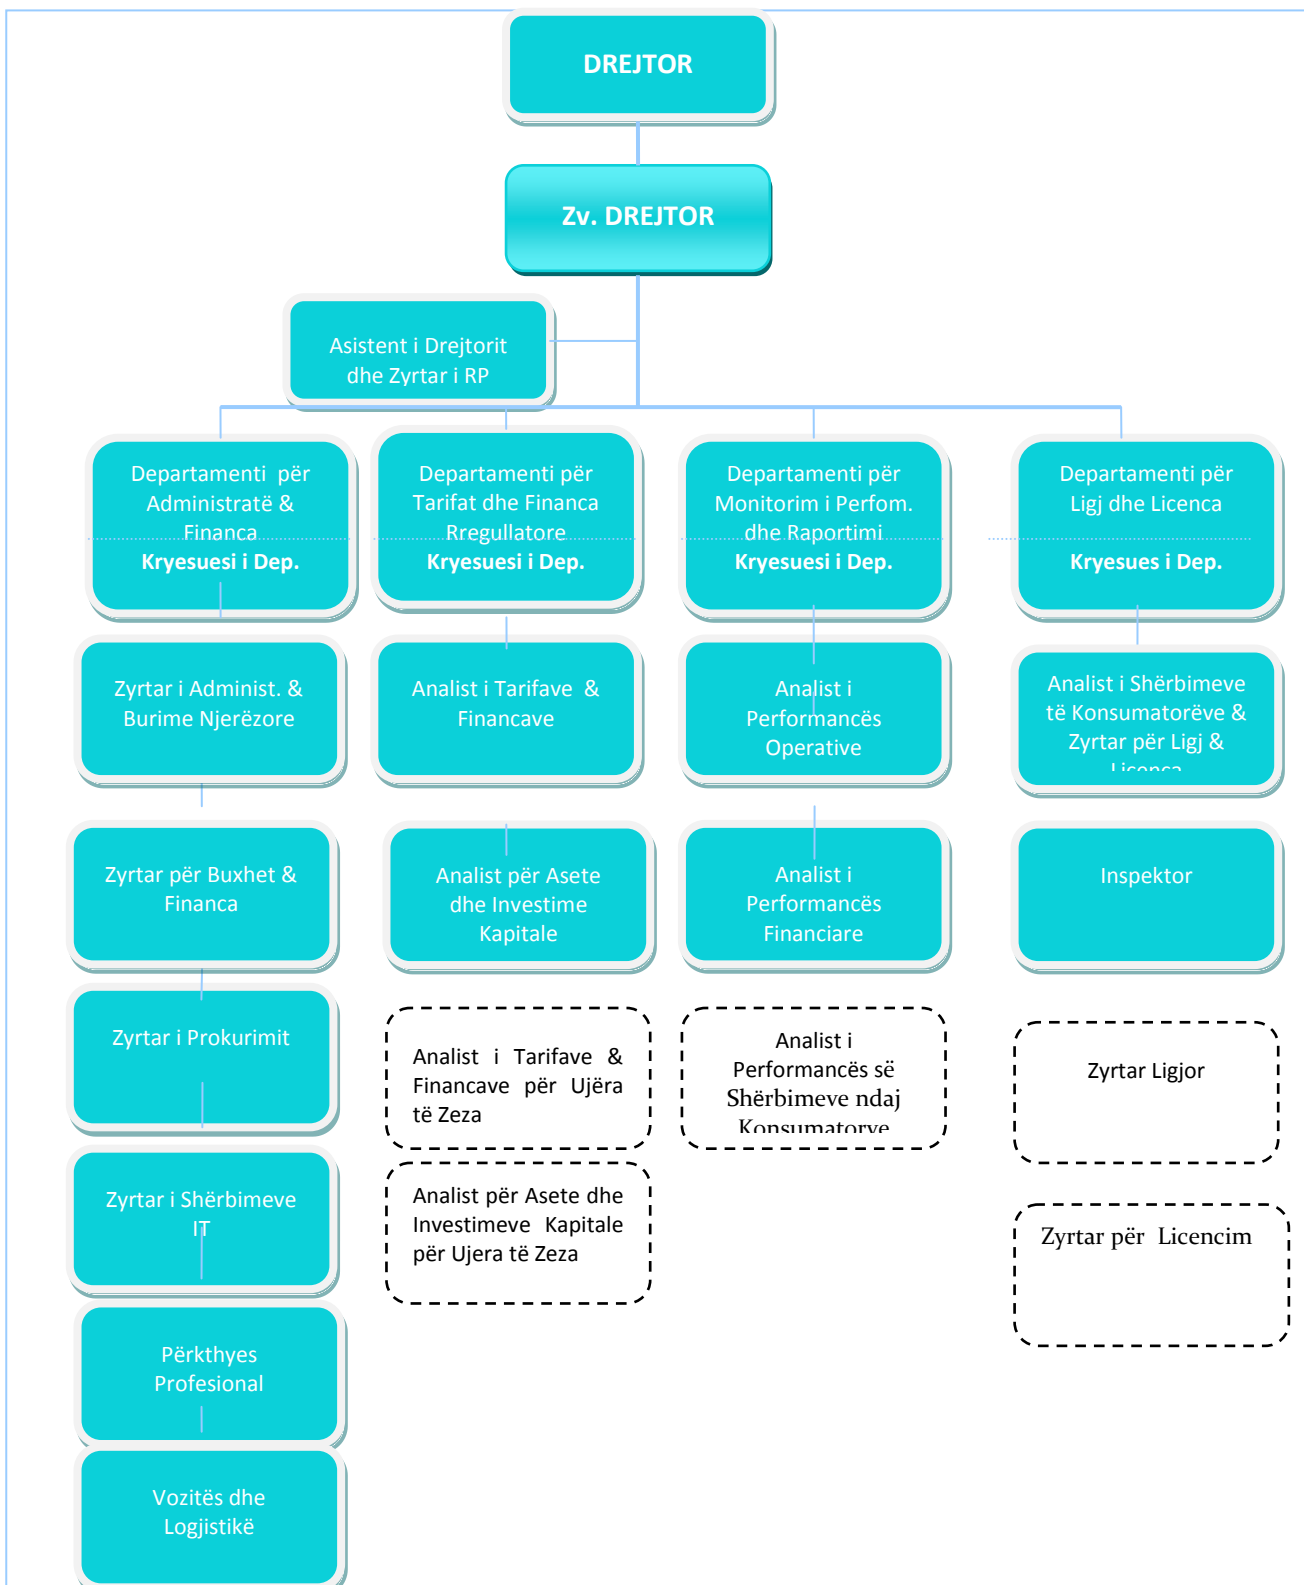 DREJTOR
Zv. DREJTOR
Asistent i Drejtorit
dhe Zyrtar i RP
Departamenti për
Administratë &
Financa
Kryesuesi i Dep.
Departamenti për
Tarifat dhe Financa
Rregullatore
Kryesuesi i Dep.
Departamenti për
Monitorim i Perfom.
dhe Raportimi
Kryesuesi i Dep.
Departamenti për
Ligj dhe Licenca
Kryesues i Dep.
Zyrtar i Administ. &
Burime Njerëzore
Analist i Tarifave &
Financave
Analist i
Performancës
Operative
Analist i Shërbimeve
të Konsumatorëve &
Zyrtar për Ligj &
Licenca
Zyrtar për Buxhet &
Financa
Analist për Asete
dhe Investime
Kapitale
Analist i
Performancës
Financiare
Inspektor
Zyrtar i Prokurimit
Analist i Tarifave &
Financave për Ujëra
të Zeza
Analist i
Performancës së
Shërbimeve ndaj
Konsumatorve
Zyrtar Ligjor
Zyrtar i Shërbimeve
IT
Analist për Asete dhe
Investimeve Kapitale
për Ujera të Zeza
Zyrtar për Licencim
Përkthyes
Profesional
Vozitës dhe
Logjistikë